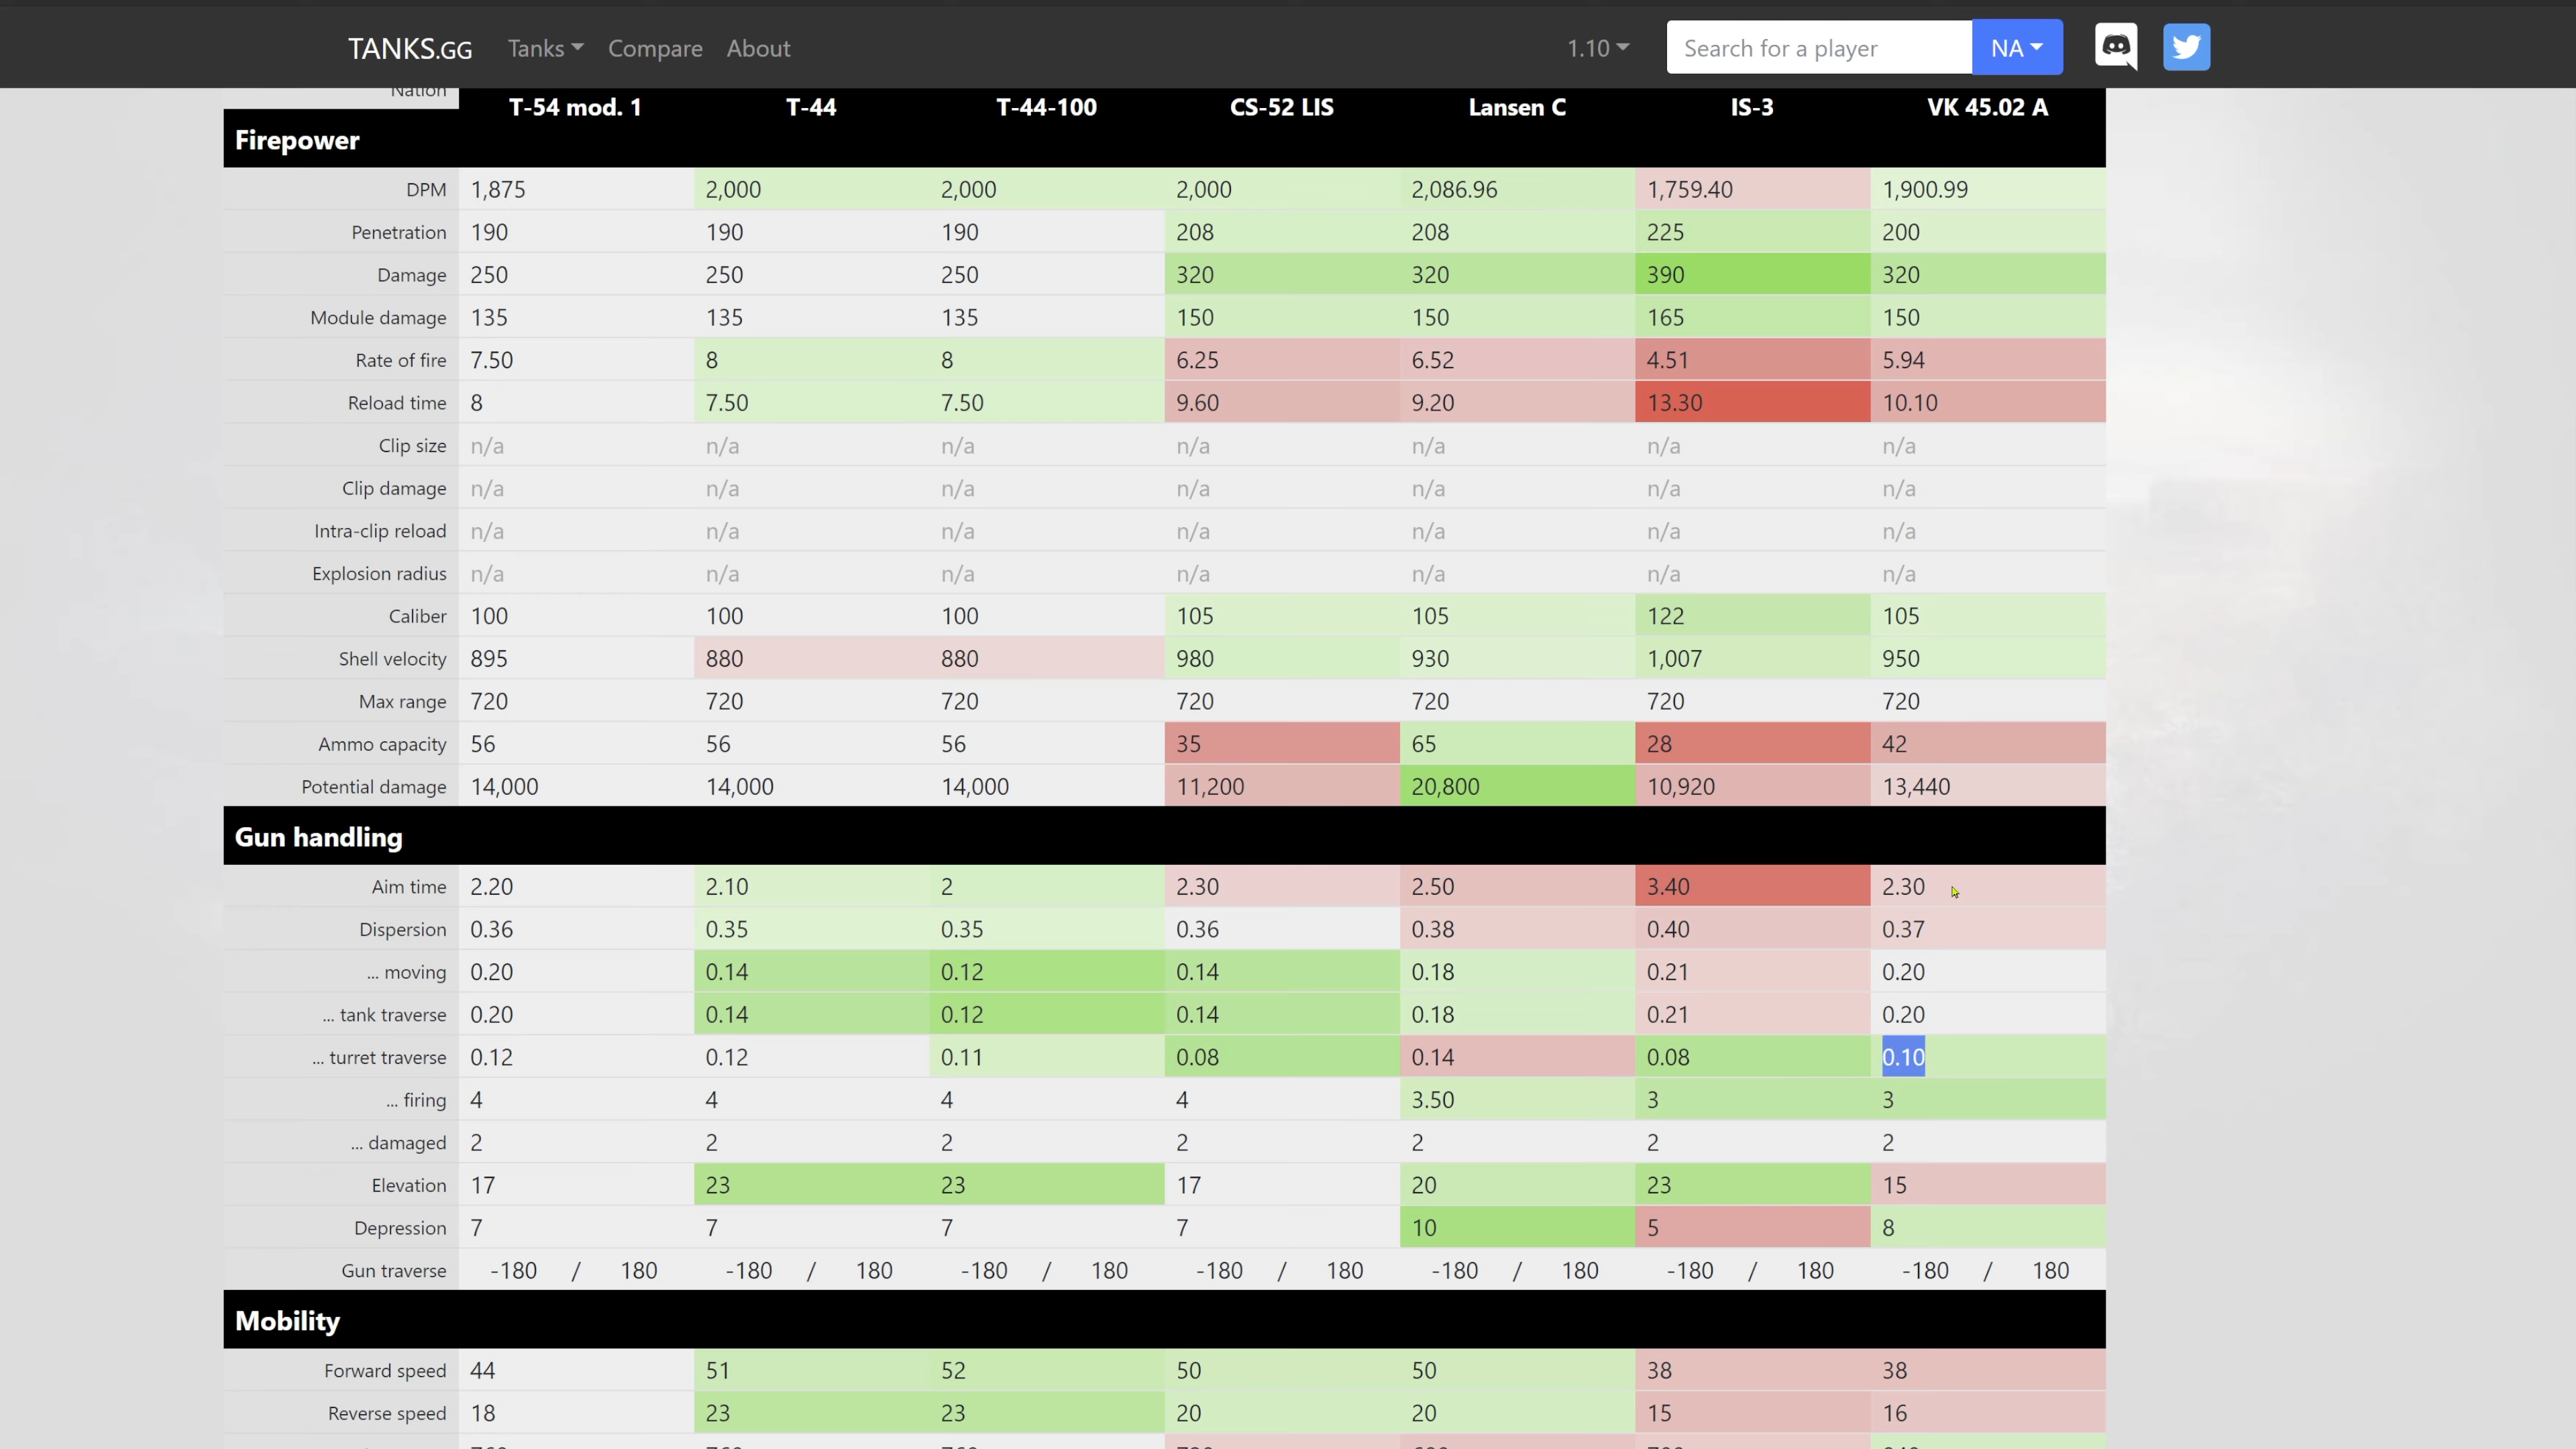 TANKS.GG Tanks Compare About 1.10 Search for a player NA
Nation T-54 mod. 1 T-44 T-44-100 CS-52 LIS Lansen C IS-3 VK 45.02 A
Firepower
DPM 1,875 2,000 2,000 2,000 2,086.96 1,759.40 1,900.99
Penetration 190 190 190 208 208 225 200
Damage 250 250 250 320 320 390 320
Module damage 135 135 135 150 150 165 150
Rate of fire 7.50 8 8 6.25 6.52 4.51 5.94
Reload time 8 7.50 7.50 9.60 9.20 13.30 10.10
Clip size n/a n/a n/a n/a n/a n/a n/a
Clip damage n/a n/a n/a n/a n/a n/a n/a
Intra-clip reload n/a n/a n/a n/a n/a n/a n/a
Explosion radius n/a n/a n/a n/a n/a n/a n/a
Caliber 100 100 100 105 105 122 105
Shell velocity 895 880 880 980 930 1,007 950
Max range 720 720 720 720 720 720 720
Ammo capacity 56 56 56 35 65 28 42
Potential damage 14,000 14,000 14,000 11,200 20,800 10,920 13,440
Gun handling
Aim time 2.20 2.10 2 2.30 2.50 3.40 2.30
Dispersion 0.36 0.35 0.35 0.36 0.38 0.40 0.37
... moving 0.20 0.14 0.12 0.14 0.18 0.21 0.20
... tank traverse 0.20 0.14 0.12 0.14 0.18 0.21 0.20
... turret traverse 0.12 0.12 0.11 0.08 0.14 0.08 0.10
... firing 4 4 4 4 3.50 3 3
... damaged 2 2 2 2 2 2 2
Elevation 17 23 23 17 20 23 15
Depression 7 7 7 7 10 5 8
Gun traverse -180 / 180 -180 / 180 -180 / 180 -180 / 180 -180 / 180 -180 / 180 -180 / 180
Mobility
Forward speed 44 51 52 50 50 38 38
Reverse speed 18 23 23 20 20 15 16